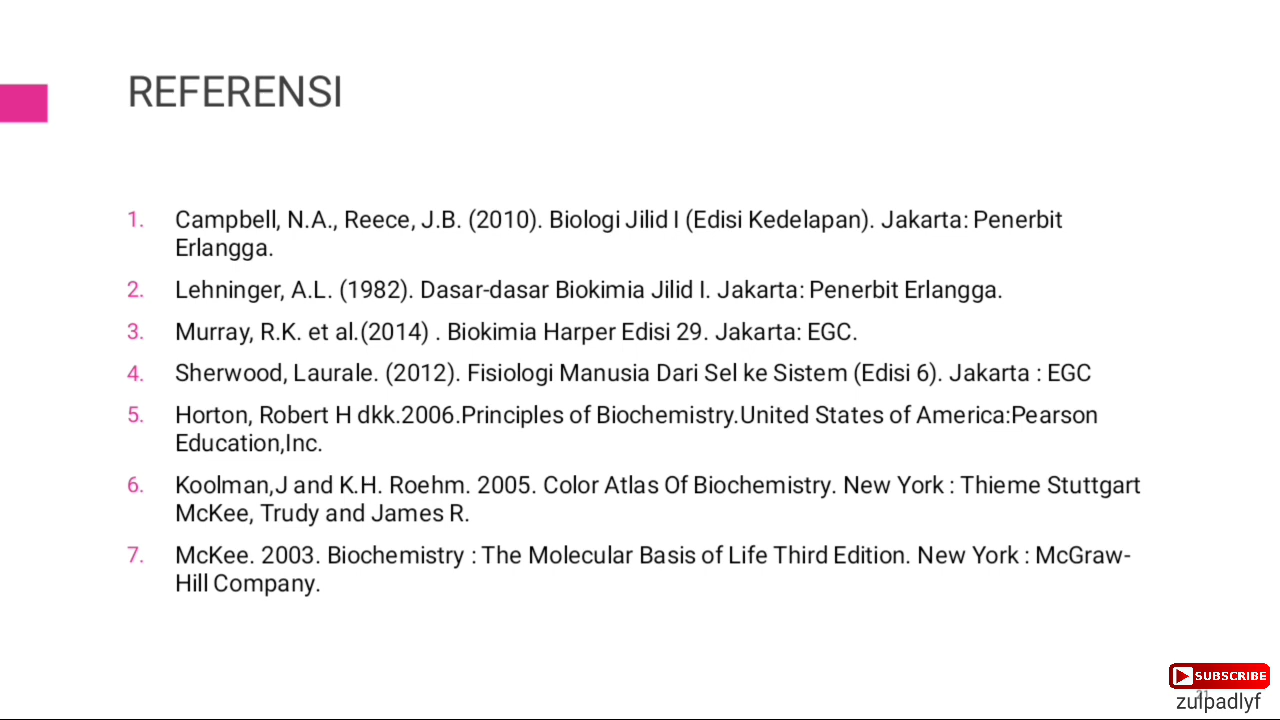 REFERENSI
1. Campbell, N.A., Reece, J.B. (2010). Biologi Jilid I (Edisi Kedelapan). Jakarta: Penerbit
Erlangga.
2. Lehninger, A.L. (1982). Dasar-dasar Biokimia Jilid I. Jakarta: Penerbit Erlangga.
3. Murray, R.K. et al.(2014) . Biokimia Harper Edisi 29. Jakarta: EGC.
4. Sherwood, Laurale. (2012). Fisiologi Manusia Dari Sel ke Sistem (Edisi 6). Jakarta : EGC
5. Horton, Robert H dkk.2006.Principles of Biochemistry.United States of America:Pearson
Education,Inc.
6. Koolman,J and K.H. Roehm. 2005. Color Atlas Of Biochemistry. New York : Thieme Stuttgart
McKee, Trudy and James R.
7. McKee. 2003. Biochemistry : The Molecular Basis of Life Third Edition. New York : McGraw-
Hill Company.
SUBSCRIBE
zulpadlyf